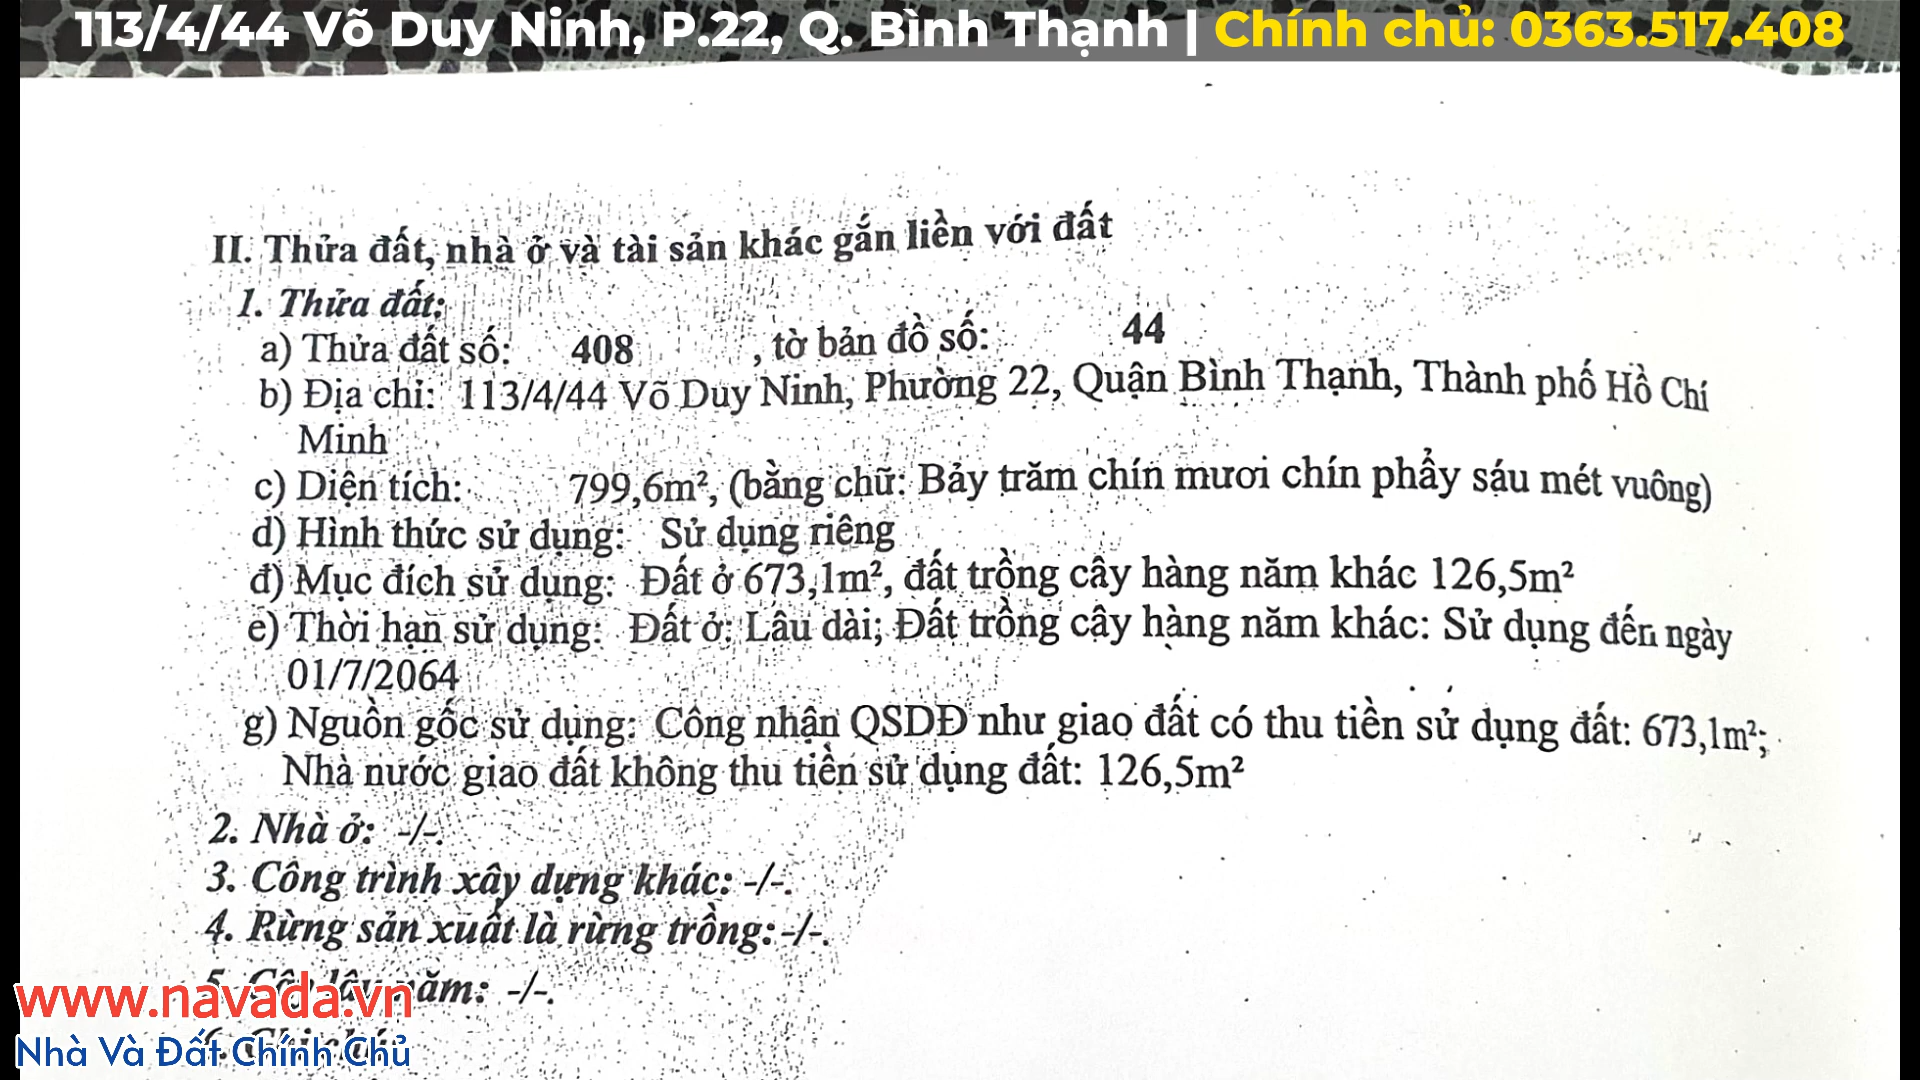 113/4/44 Võ Duy Ninh, P.22, Q. Bình Thạnh | Chính chủ: 0363.517.408
II. Thửa đất, nhà ở và tài sản khác gắn liền với đất
1. Thửa đất:
a) Thửa đất số: 408 , tờ bản đồ số: 44
b) Địa chỉ: 113/4/44 Võ Duy Ninh, Phường 22, Quận Bình Thạnh, Thành phố Hồ Chí
Minh
c) Diện tích: 799,6m², (bằng chữ: Bảy trăm chín mươi chín phẩy sáu mét vuông)
d) Hình thức sử dụng: Sử dụng riêng
đ) Mục đích sử dụng: Đất ở 673,1m², đất trồng cây hàng năm khác 126,5m²
e) Thời hạn sử dụng: Đất ở: Lâu dài; Đất trồng cây hàng năm khác: Sử dụng đến ngày
01/7/2064
g) Nguồn gốc sử dụng: Công nhận QSDĐ như giao đất có thu tiền sử dụng đất: 673,1m²;
Nhà nước giao đất không thu tiền sử dụng đất: 126,5m²
2. Nhà ở: -/-.
3. Công trình xây dựng khác: -/-.
4. Rừng sản xuất là rừng trồng: -/-.
5. Cây lâu năm: -/-.
www.navada.vn
Nhà Và Đất Chính Chủ